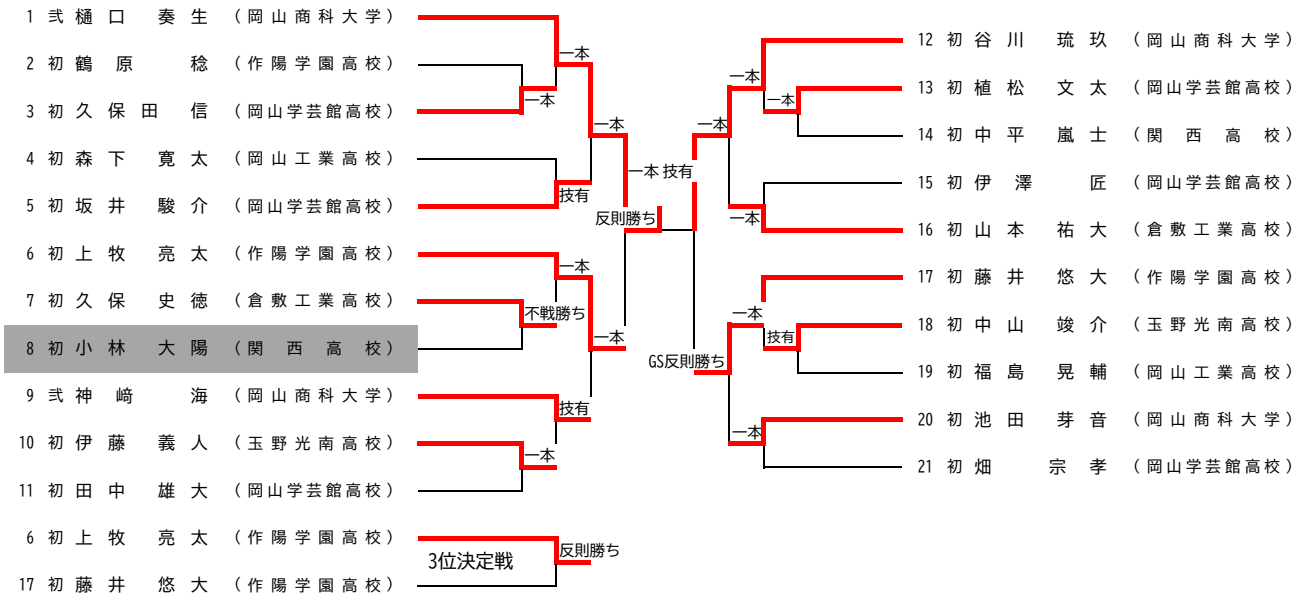 1 弐 樋口 奏生 (岡山商科大学)
2 初 鶴原 稔 (作陽学園高校)
3 初 久保田 信 (岡山学芸館高校)
4 初 森下 寛太 (岡山工業高校)
5 初 坂井 駿介 (岡山学芸館高校)
6 初 上牧 亮太 (作陽学園高校)
7 初 久保 史徳 (倉敷工業高校)
8 初 小林 大陽 (関西高校)
9 弐 神﨑 海 (岡山商科大学)
10 初 伊藤 義人 (玉野光南高校)
11 初 田中 雄大 (岡山学芸館高校)
6 初 上牧 亮太 (作陽学園高校)
17 初 藤井 悠大 (作陽学園高校)
3位決定戦
反則勝ち
一本
一本
一本
技有
一本
不戦勝ち
一本
技有
一本
一本
技有
反則勝ち
GS反則勝ち
一本
一本
一本
一本
一本
技有
一本
12 初 谷川 琉玖 (岡山商科大学)
13 初 植松 文太 (岡山学芸館高校)
14 初 中平 嵐士 (関西高校)
15 初 伊澤 匠 (岡山学芸館高校)
16 初 山本 祐大 (倉敷工業高校)
17 初 藤井 悠大 (作陽学園高校)
18 初 中山 竣介 (玉野光南高校)
19 初 福島 晃輔 (岡山工業高校)
20 初 池田 芽音 (岡山商科大学)
21 初 畑 宗孝 (岡山学芸館高校)